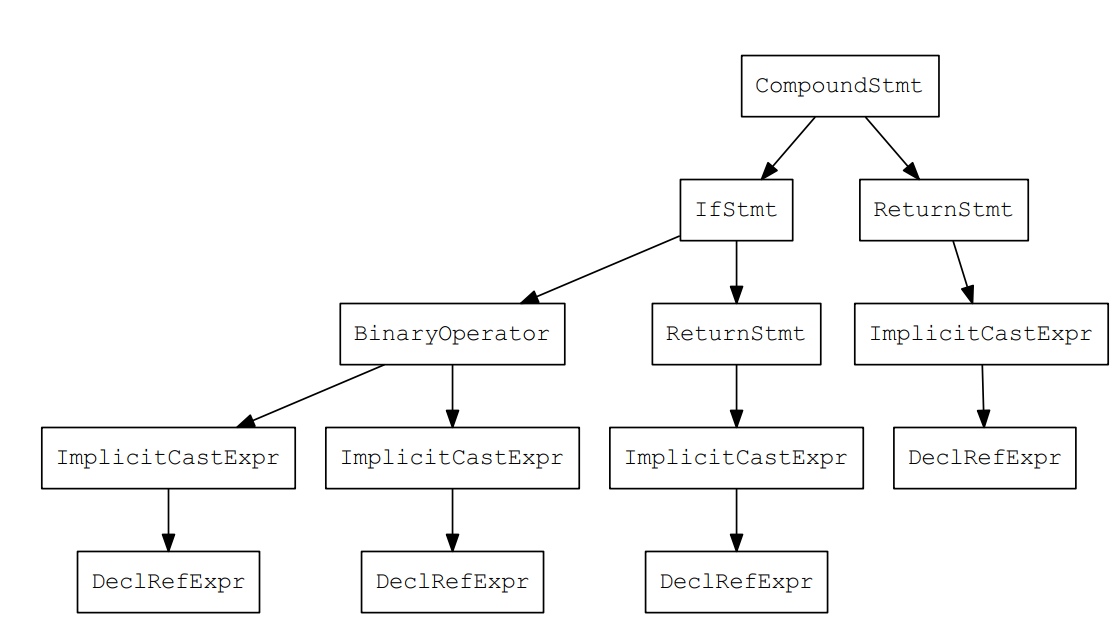 CompoundStmt
IfStmt
ReturnStmt
BinaryOperator
ReturnStmt
ImplicitCastExpr
ImplicitCastExpr
ImplicitCastExpr
ImplicitCastExpr
DeclRefExpr
DeclRefExpr
DeclRefExpr
DeclRefExpr